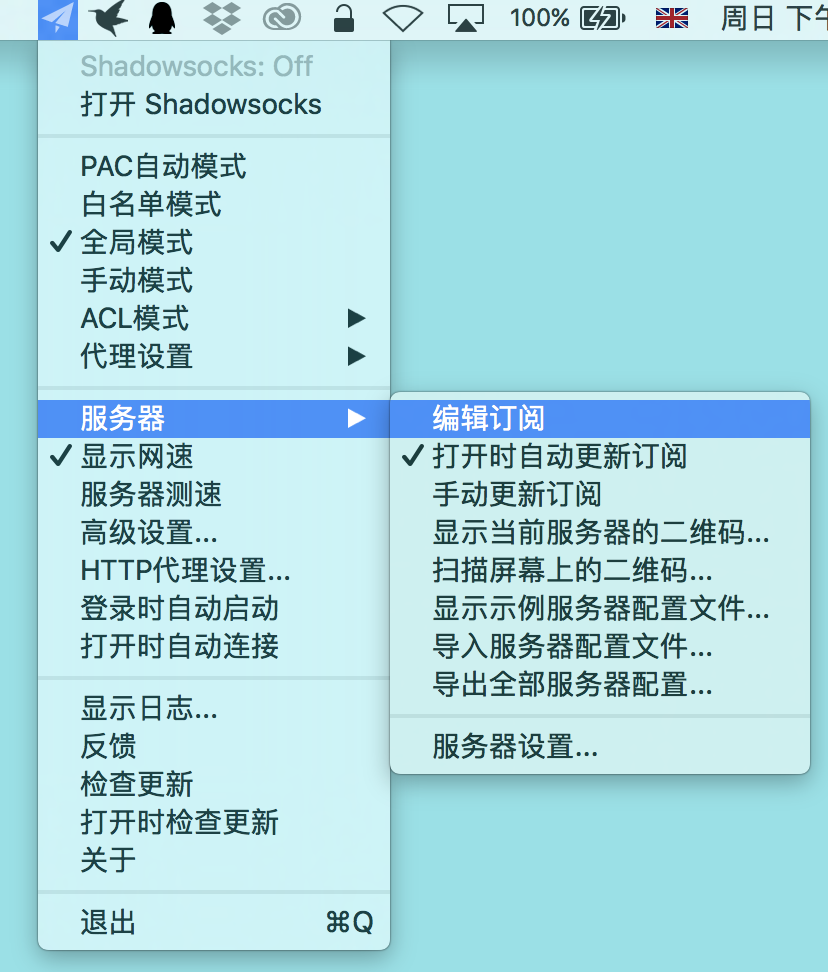 100% 周日 下午
Shadowsocks: Off
打开 Shadowsocks
PAC自动模式
白名单模式
全局模式
手动模式
ACL模式
代理设置
服务器
显示网速
服务器测速
高级设置...
HTTP代理设置...
登录时自动启动
打开时自动连接
显示日志...
反馈
检查更新
打开时检查更新
关于
退出 ⌘Q
编辑订阅
打开时自动更新订阅
手动更新订阅
显示当前服务器的二维码...
扫描屏幕上的二维码...
显示示例服务器配置文件...
导入服务器配置文件...
导出全部服务器配置...
服务器设置...